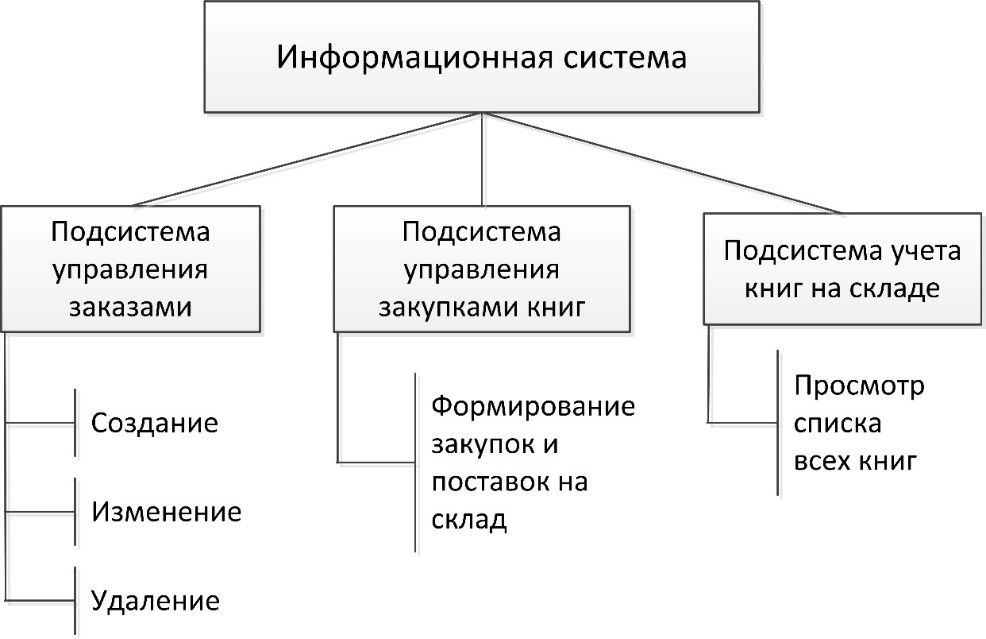 Информационная система
Подсистема
управления
заказами
Создание
Изменение
Удаление
Подсистема
управления
закупками книг
Формирование
закупок и
поставок на
склад
Подсистема учета
книг на складе
Просмотр
списка
всех книг